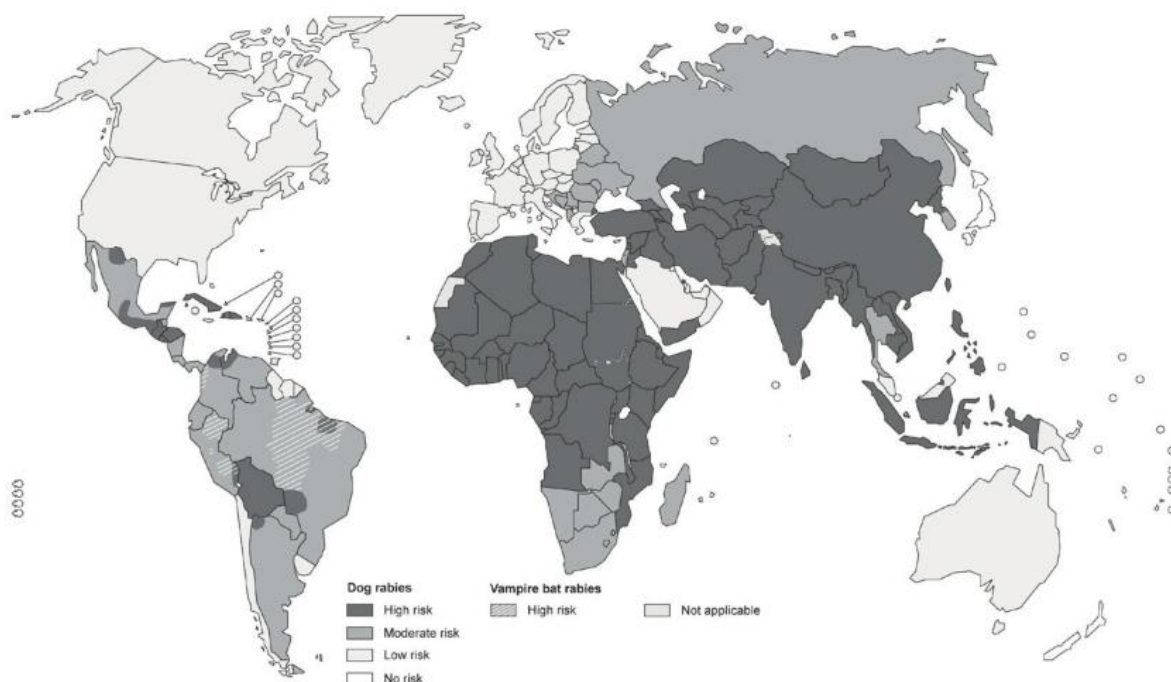 Dog rabies
High risk
Moderate risk
Low risk
No risk
Vampire bat rabies
High risk
Not applicable